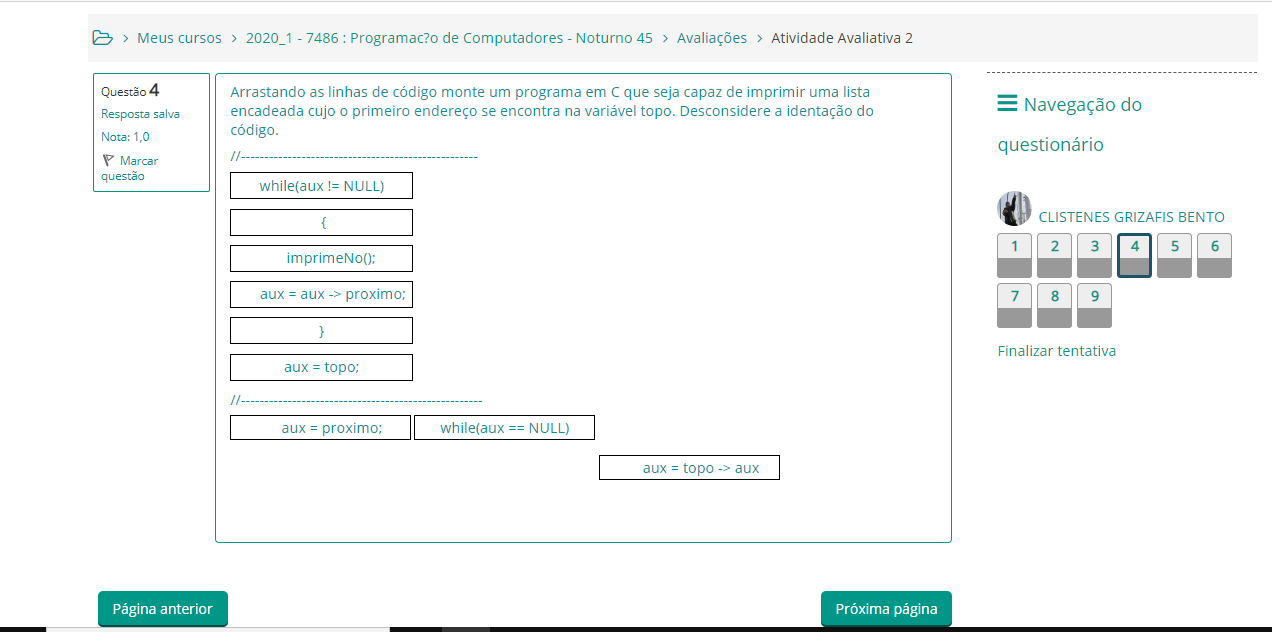 Meus cursos > 2020_1 - 7486 : Programac?o de Computadores - Noturno 45 > Avaliações > Atividade Avaliativa 2
Questão 4
Resposta salva
Nota: 1,0
Marcar
questão
Arrastando as linhas de código monte um programa em C que seja capaz de imprimir uma lista
encadeada cujo o primeiro endereço se encontra na variável topo. Desconsidere a identação do
código.
//---------------------------------------------------
while(aux != NULL)
{
imprimeNo();
aux = aux -> proximo;
}
aux = topo;
//----------------------------------------------------
aux = proximo; while(aux == NULL)
aux = topo -> aux
Página anterior
Próxima página
Navegação do
questionário
CLISTENES GRIZAFIS BENTO
1 2 3 4 5 6
7 8 9
Finalizar tentativa